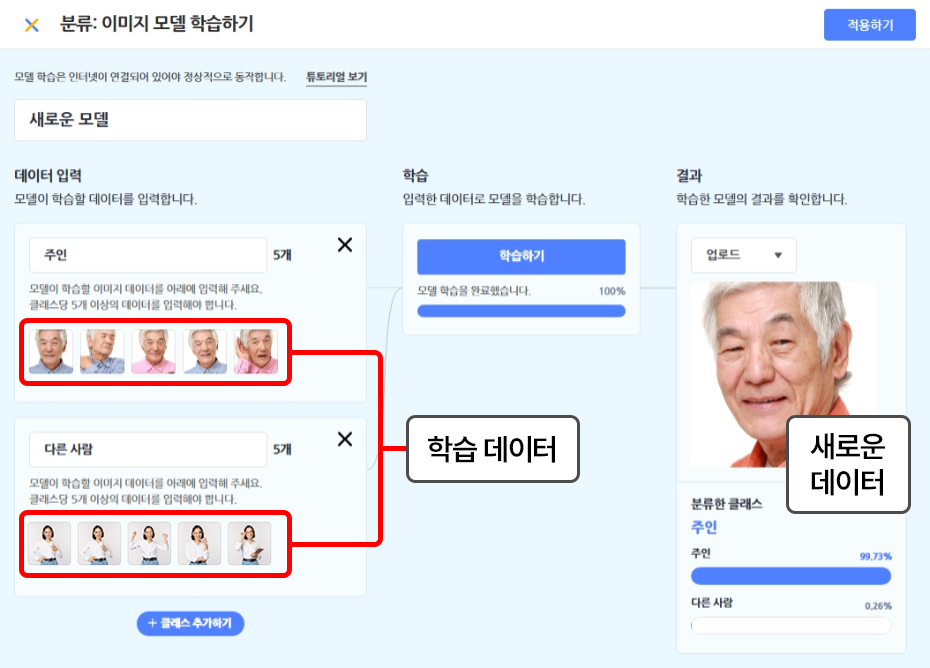 분류: 이미지 모델 학습하기
적용하기
모델 학습은 인터넷이 연결되어 있어야 정상적으로 동작합니다. 튜토리얼 보기
새로운 모델
데이터 입력
모델이 학습할 데이터를 입력합니다.
주인
5개
모델이 학습할 이미지 데이터를 아래에 입력해 주세요.
클래스당 5개 이상의 데이터를 입력해야 합니다.
다른 사람
5개
모델이 학습할 이미지 데이터를 아래에 입력해 주세요.
클래스당 5개 이상의 데이터를 입력해야 합니다.
+ 클래스 추가하기
학습
입력한 데이터로 모델을 학습합니다.
학습하기
모델 학습을 완료했습니다. 100%
학습 데이터
결과
학습한 모델의 결과를 확인합니다.
업로드 ▼
새로운
데이터
분류한 클래스
주인
주인 99.73%
다른 사람 0.26%